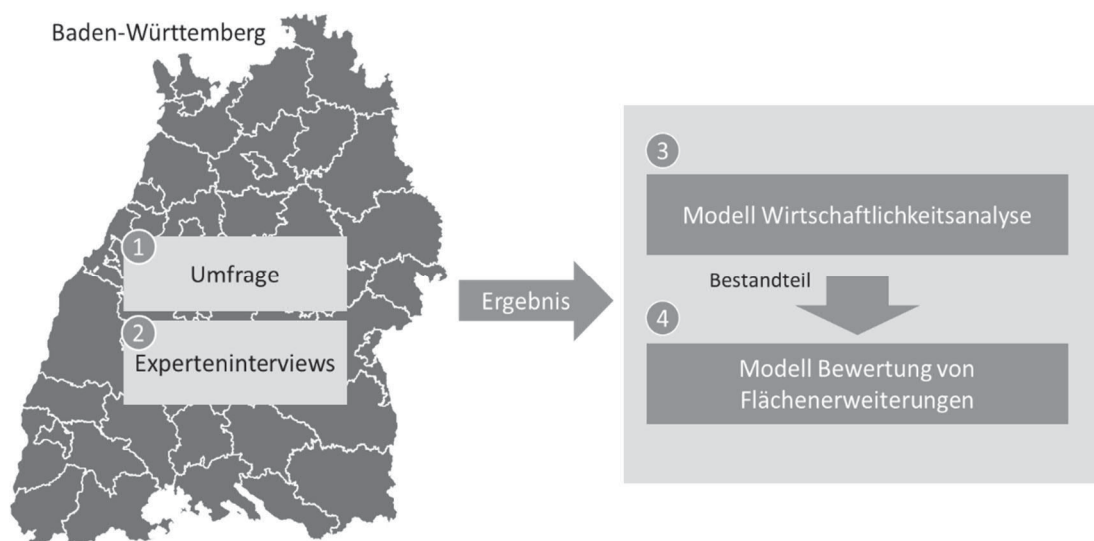 Baden-Württemberg
1
Umfrage
2
Experteninterviews
Ergebnis
3
Modell Wirtschaftlichkeitsanalyse
Bestandteil
4
Modell Bewertung von
Flächenerweiterungen